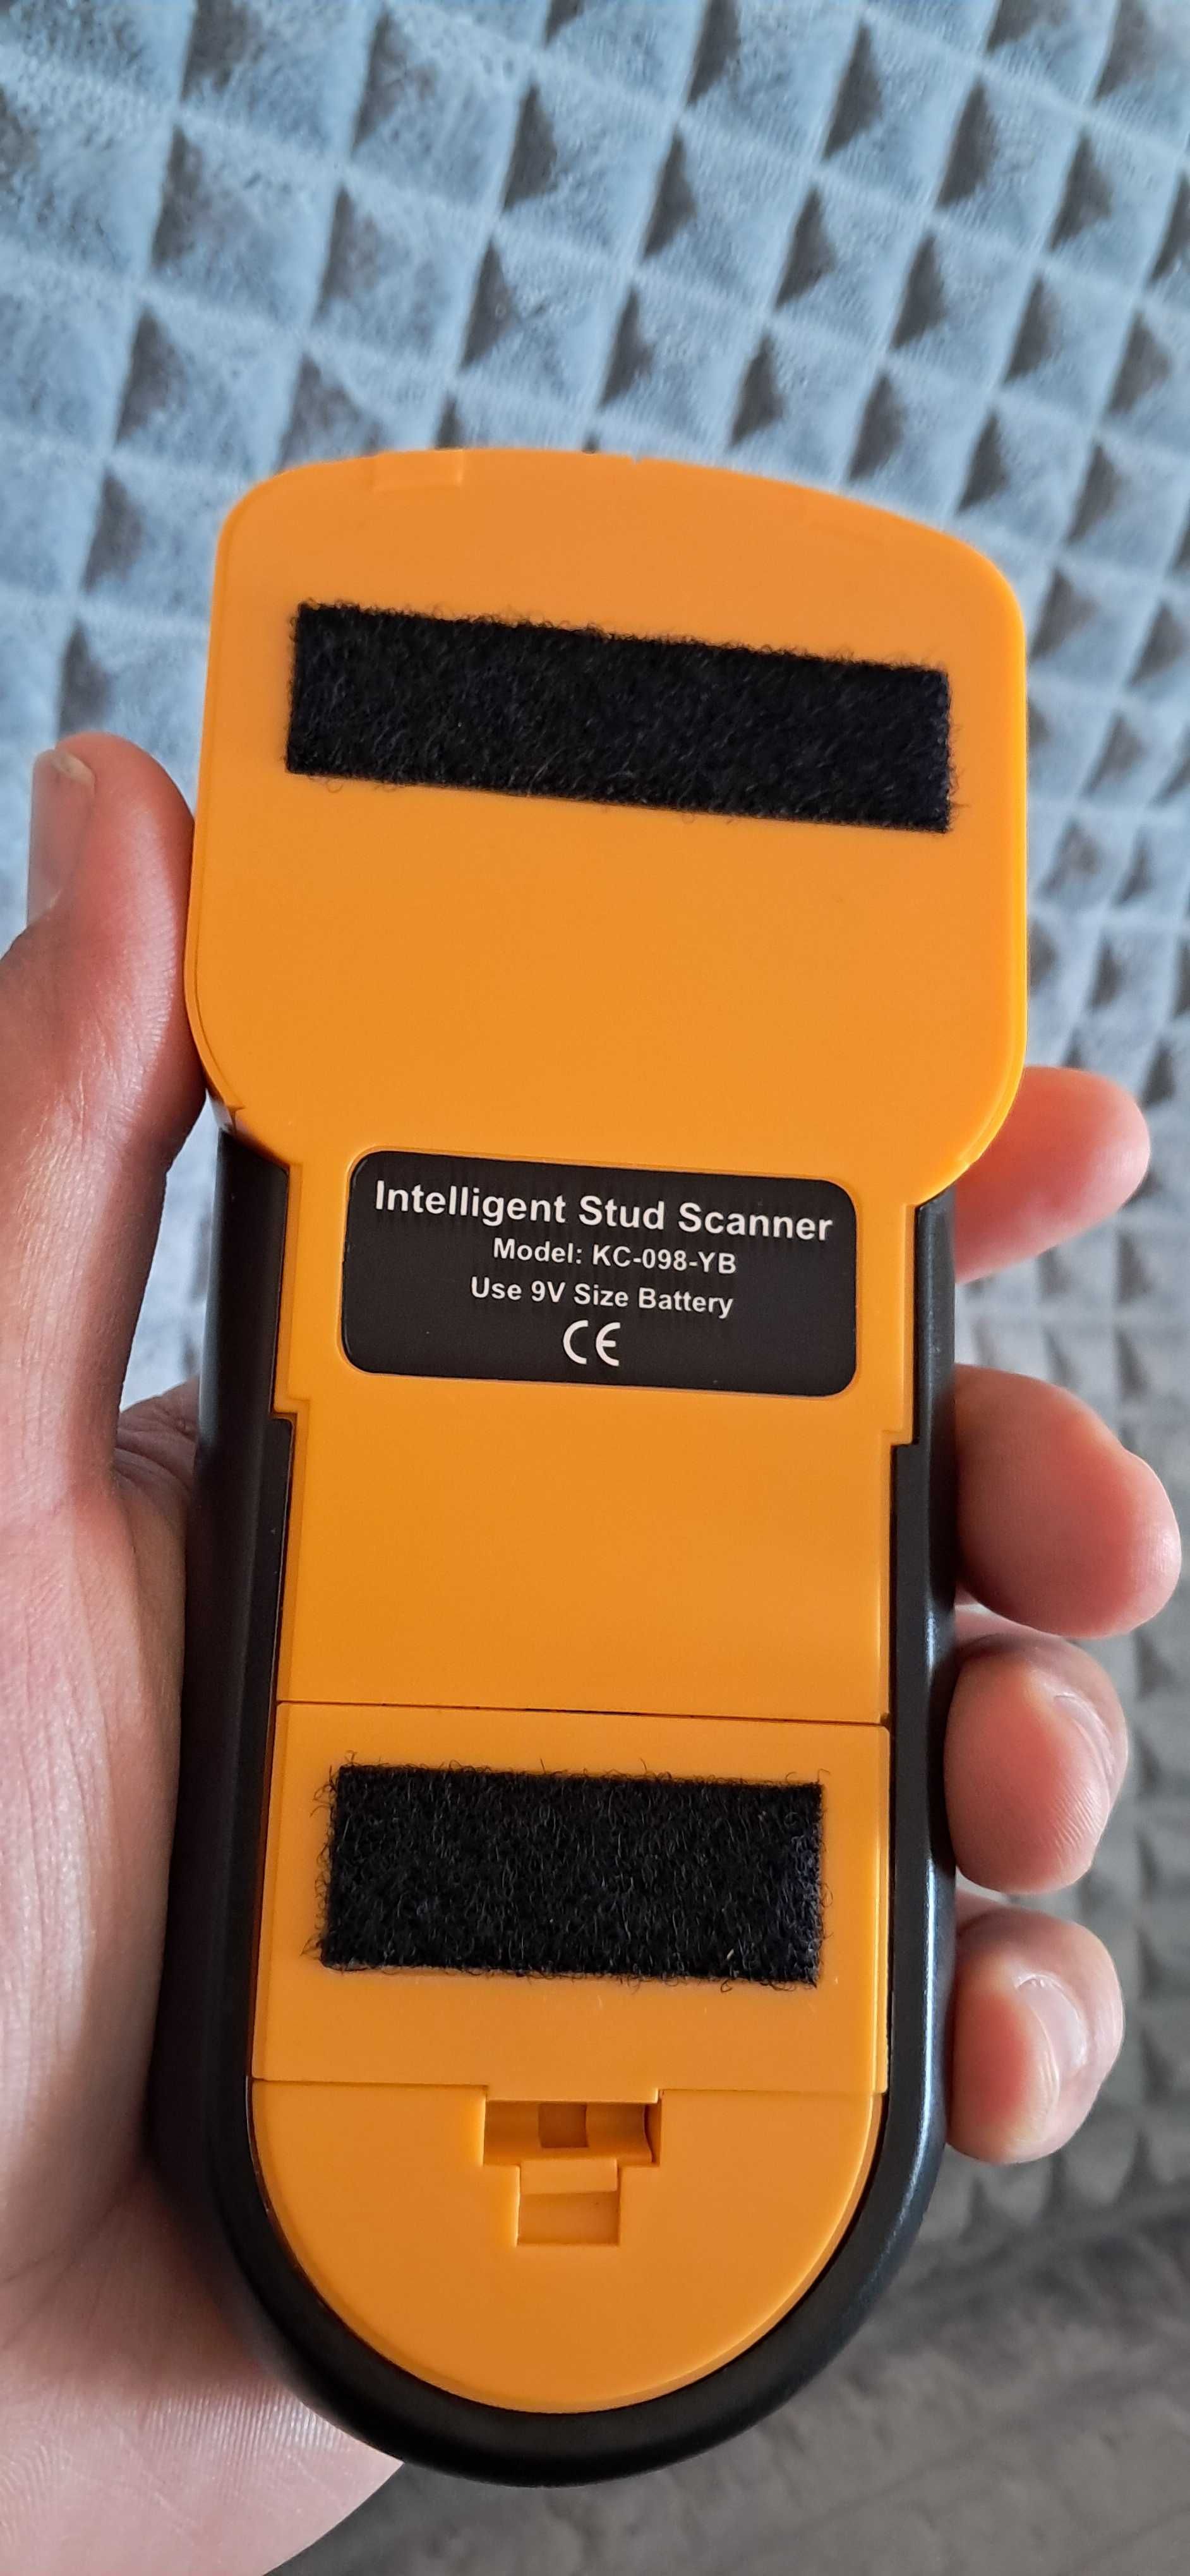 Intelligent Stud Scanner
Model: KC-098-YB
Use 9V Size Battery
CE